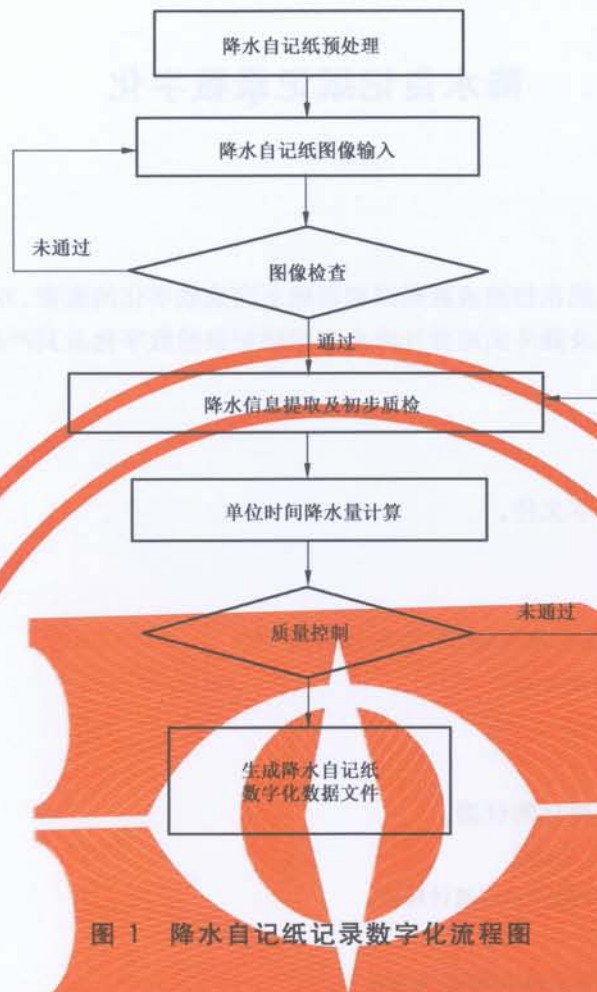 降水自记纸预处理
降水自记纸图像输入
未通过
图像检查
通过
降水信息提取及初步质检
单位时间降水量计算
未通过
质量控制
生成降水自记纸
数字化数据文件
图 1 降水自记纸记录数字化流程图